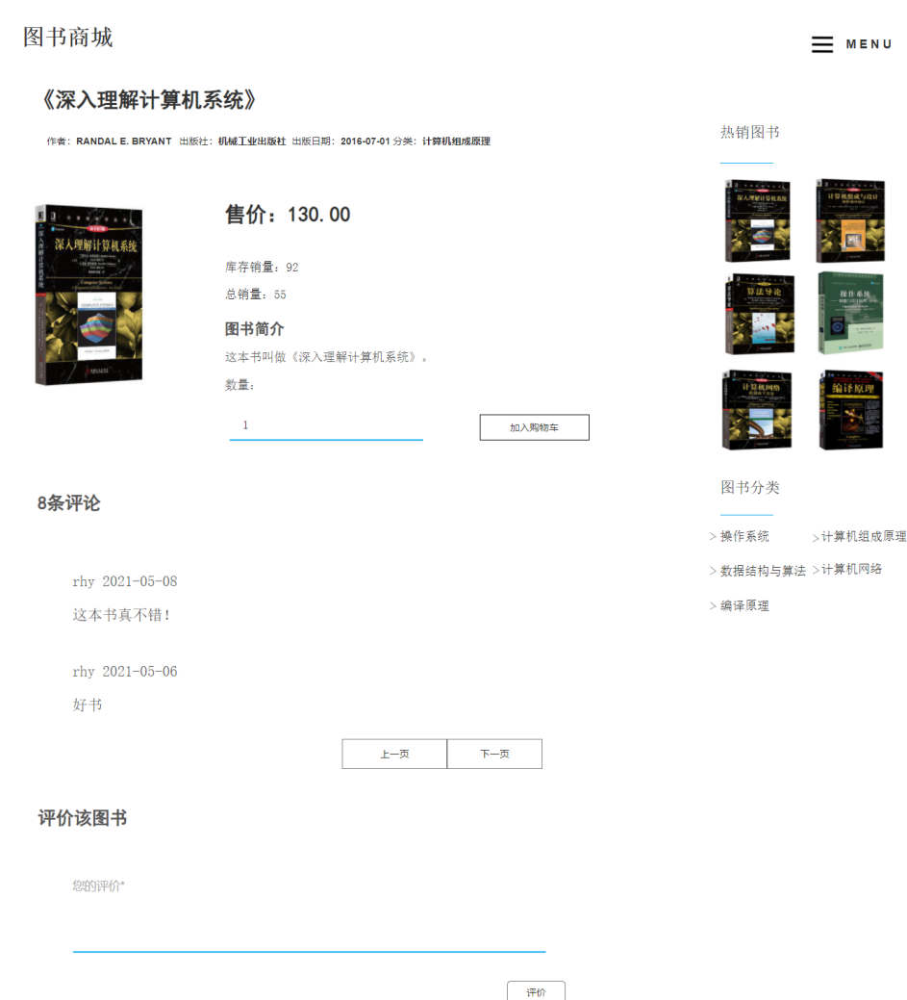 图书商城
MENU
《深入理解计算机系统》
作者：RANDAL E. BRYANT 出版社：机械工业出版社 出版日期：2016-07-01 分类：计算机组成原理
深入理解计算机系统
深入理解计算机系统
售价：130.00
库存销量：92
总销量：55
图书简介
这本书叫做《深入理解计算机系统》。
数量：
1
加入购物车
8条评论
rhy 2021-05-08
这本书真不错！
rhy 2021-05-06
好书
上一页
下一页
评价该图书
您的评价*
评价
热销图书
深入理解计算机系统
计算机组成与设计
算法导论
操作系统
计算机网络
编译原理
图书分类
> 操作系统
> 计算机组成原理
> 数据结构与算法
> 计算机网络
> 编译原理